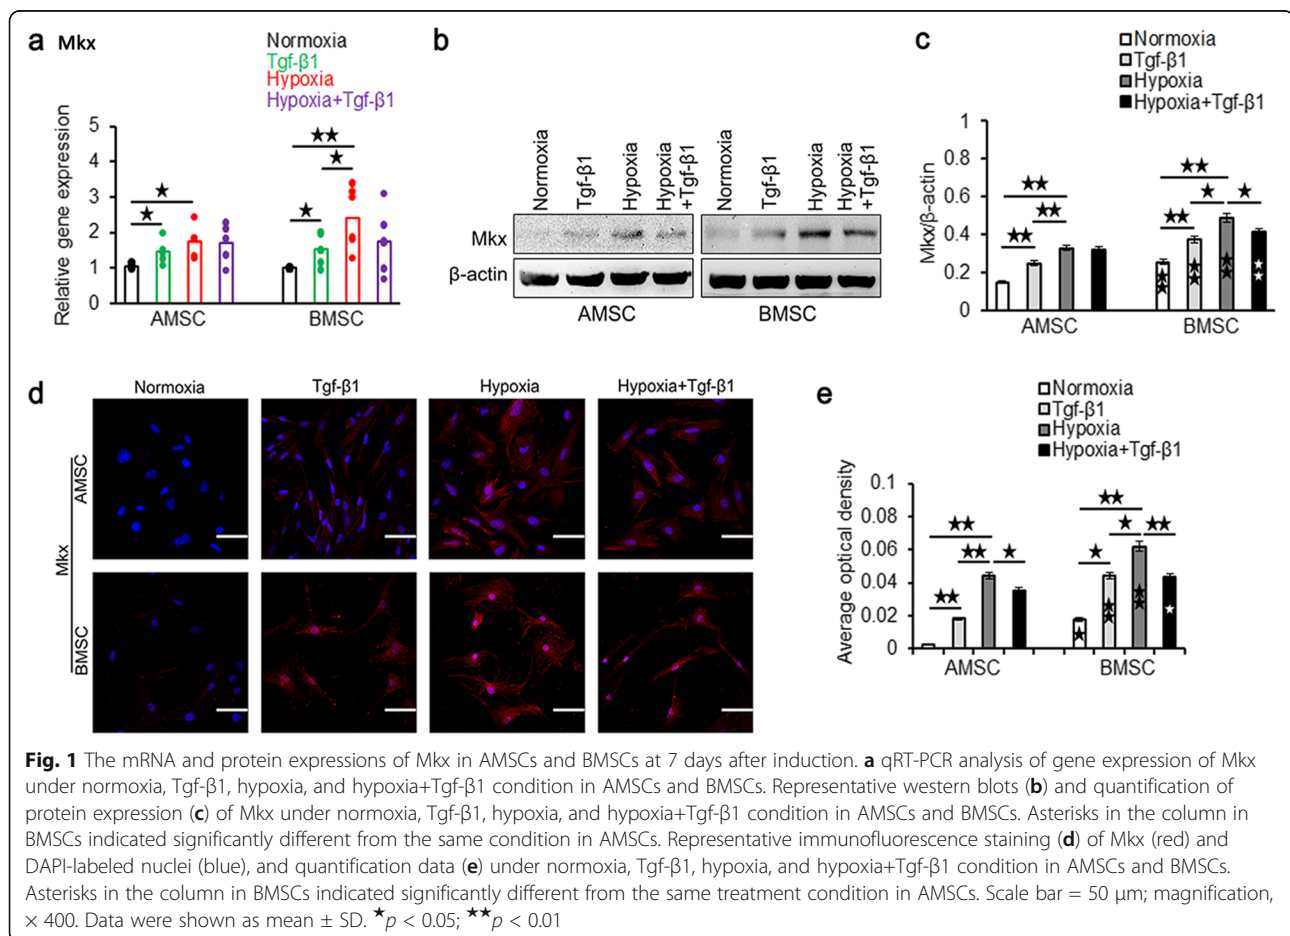 a Mkx
Normoxia
Tgf-β1
Hypoxia
Hypoxia+Tgf-β1
Relative gene expression
5
4
3
2
1
0
★
★
★
★★
★
AMSC
BMSC
b
Normoxia
Tgf-β1
Hypoxia
Hypoxia
+Tgf-β1
Normoxia
Tgf-β1
Hypoxia
Hypoxia
+Tgf-β1
Mkx
β-actin
AMSC
BMSC
c
Normoxia
Tgf-β1
Hypoxia
Hypoxia+Tgf-β1
Mkx/β-actin
1
0.8
0.6
0.4
0.2
0
★★
★★
★★
★★
★ ★
★★
★★
★★
★★
★★
AMSC
BMSC
d
Normoxia
Tgf-β1
Hypoxia
Hypoxia+Tgf-β1
Mkx
AMSC
BMSC
e
Normoxia
Tgf-β1
Hypoxia
Hypoxia+Tgf-β1
Average optical density
0.1
0.08
0.06
0.04
0.02
0
★★
★★ ★
★★
★★
★ ★★
★
★
★★
★★
★
AMSC
BMSC
Fig. 1 The mRNA and protein expressions of Mkx in AMSCs and BMSCs at 7 days after induction. a qRT-PCR analysis of gene expression of Mkx
under normoxia, Tgf-β1, hypoxia, and hypoxia+Tgf-β1 condition in AMSCs and BMSCs. Representative western blots (b) and quantification of
protein expression (c) of Mkx under normoxia, Tgf-β1, hypoxia, and hypoxia+Tgf-β1 condition in AMSCs and BMSCs. Asterisks in the column in
BMSCs indicated significantly different from the same condition in AMSCs. Representative immunofluorescence staining (d) of Mkx (red) and
DAPI-labeled nuclei (blue), and quantification data (e) under normoxia, Tgf-β1, hypoxia, and hypoxia+Tgf-β1 condition in AMSCs and BMSCs.
Asterisks in the column in BMSCs indicated significantly different from the same treatment condition in AMSCs. Scale bar = 50 μm; magnification,
× 400. Data were shown as mean ± SD. ★p < 0.05; ★★p < 0.01